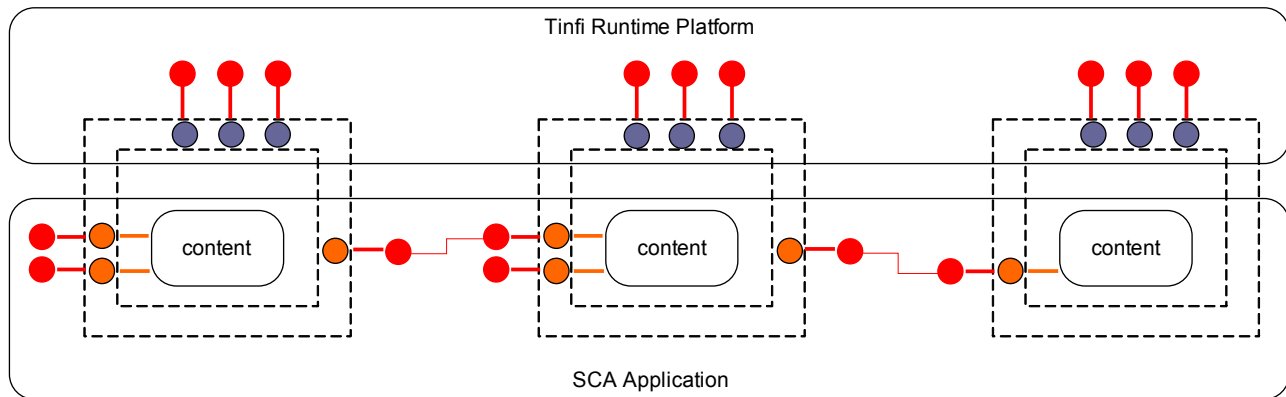 Tinfi Runtime Platform
content
content
content
SCA Application